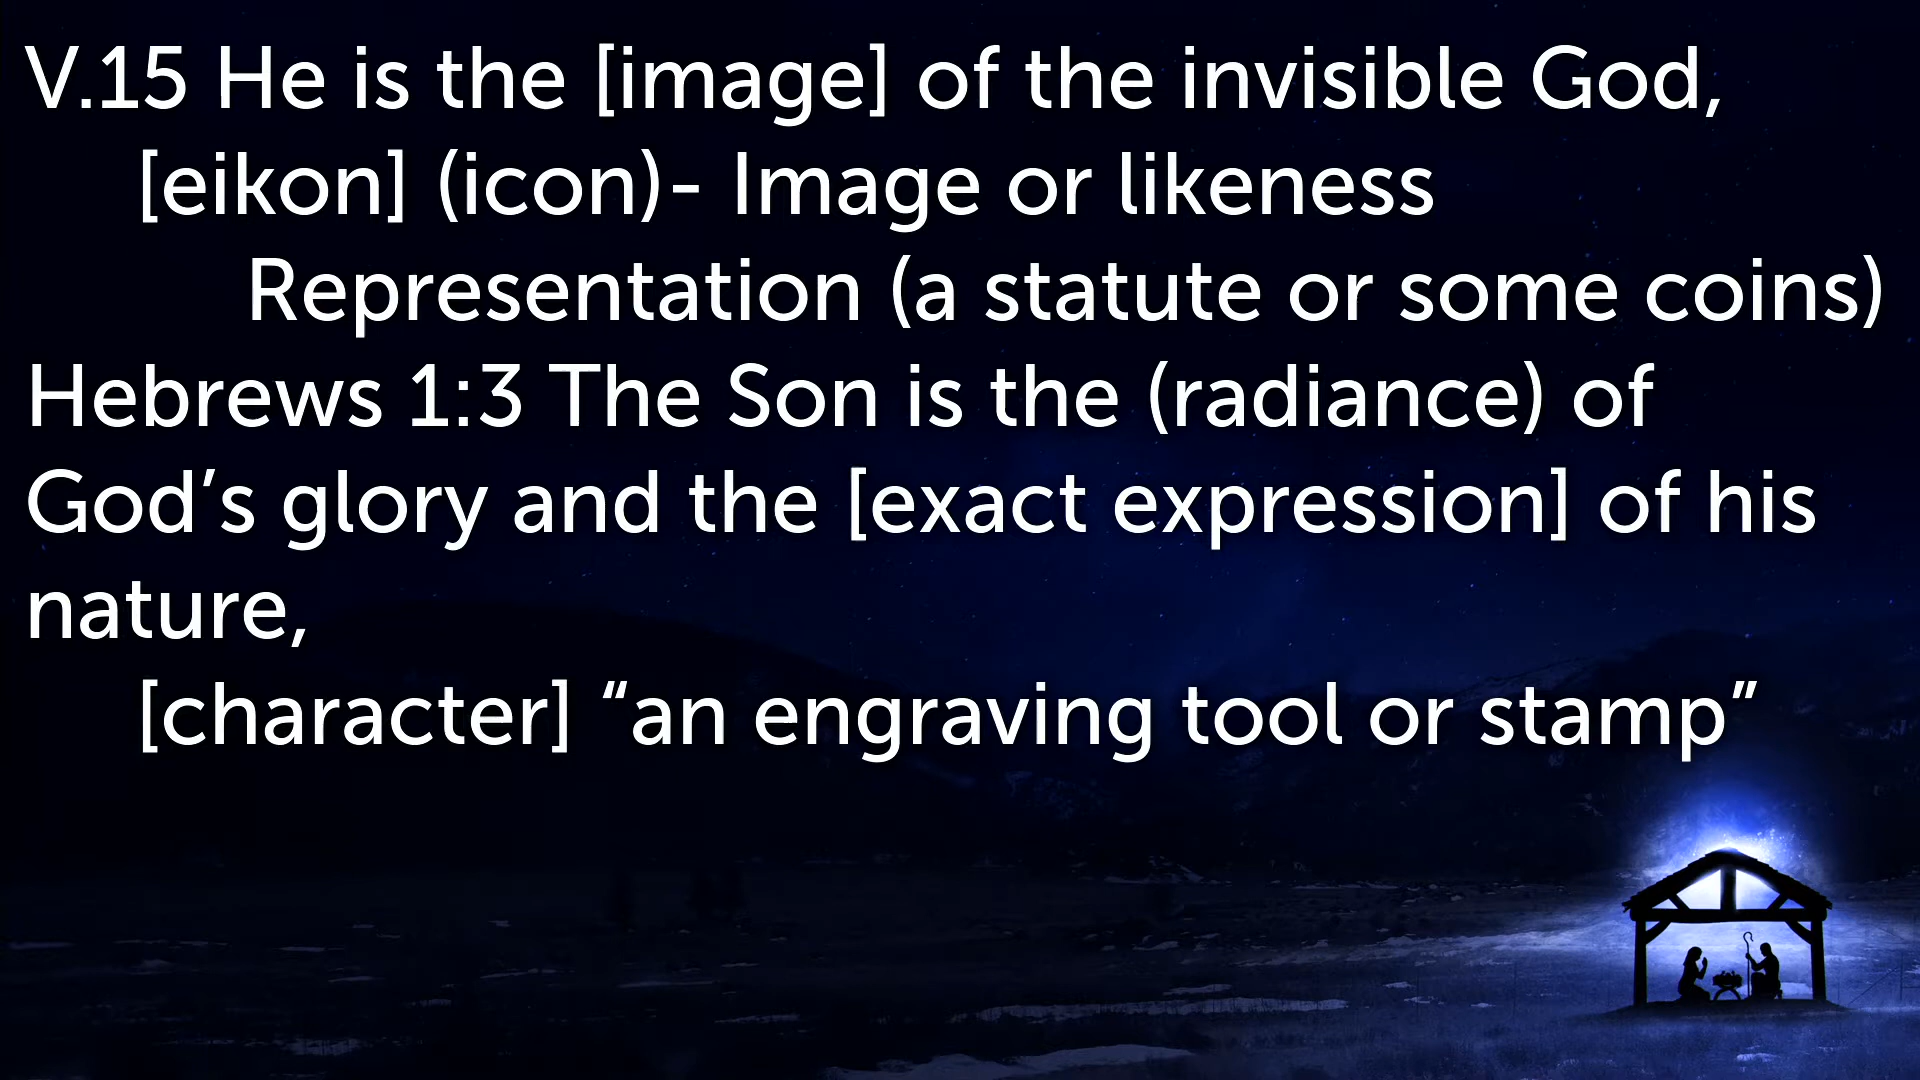 V.15 He is the [image] of the invisible God,
[eikon] (icon)- Image or likeness
Representation (a statute or some coins)
Hebrews 1:3 The Son is the (radiance) of
God’s glory and the [exact expression] of his
nature,
[character] “an engraving tool or stamp”